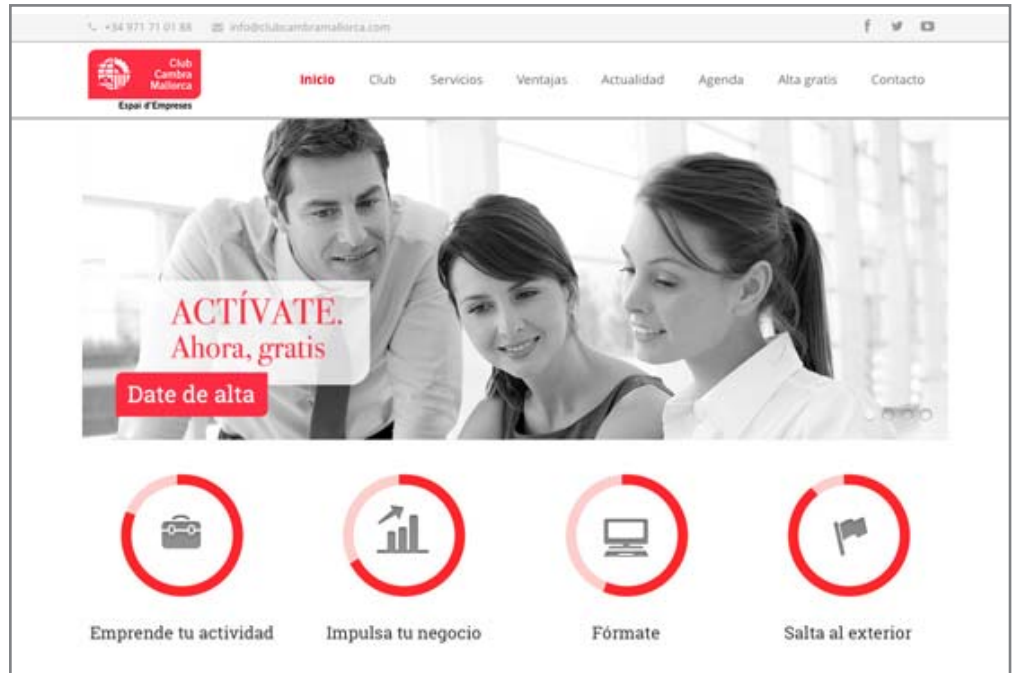 +34 971 71 01 88 info@clubcambramallorca.com
Club
Cambra
Mallorca
Espai d'Empreses
Inicio Club Servicios Ventajas Actualidad Agenda Alta gratis Contacto
ACTÍVATE.
Ahora, gratis
Date de alta
Emprende tu actividad Impulsa tu negocio Fórmate Salta al exterior